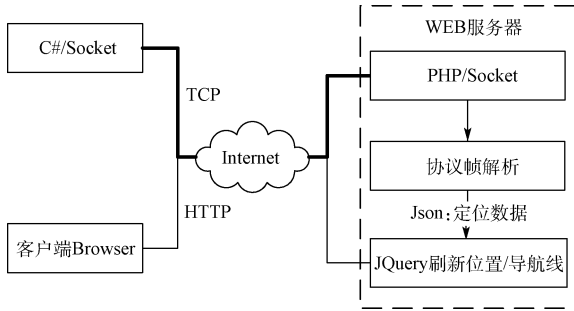 WEB服务器
C#/Socket
PHP/Socket
TCP
Internet
协议帧解析
HTTP
Json:定位数据
客户端Browser
JQuery刷新位置/导航线